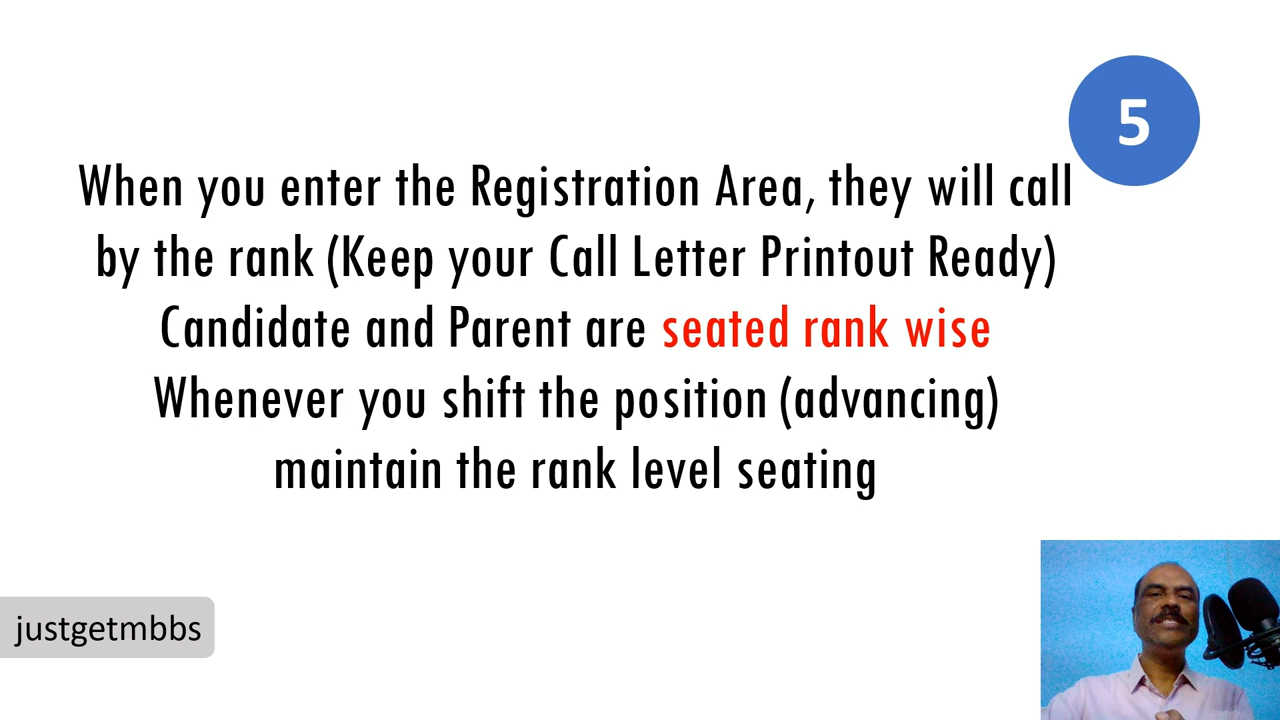 5
When you enter the Registration Area, they will call
by the rank (Keep your Call Letter Printout Ready)
Candidate and Parent are seated rank wise
Whenever you shift the position (advancing)
maintain the rank level seating
justgetmbbs